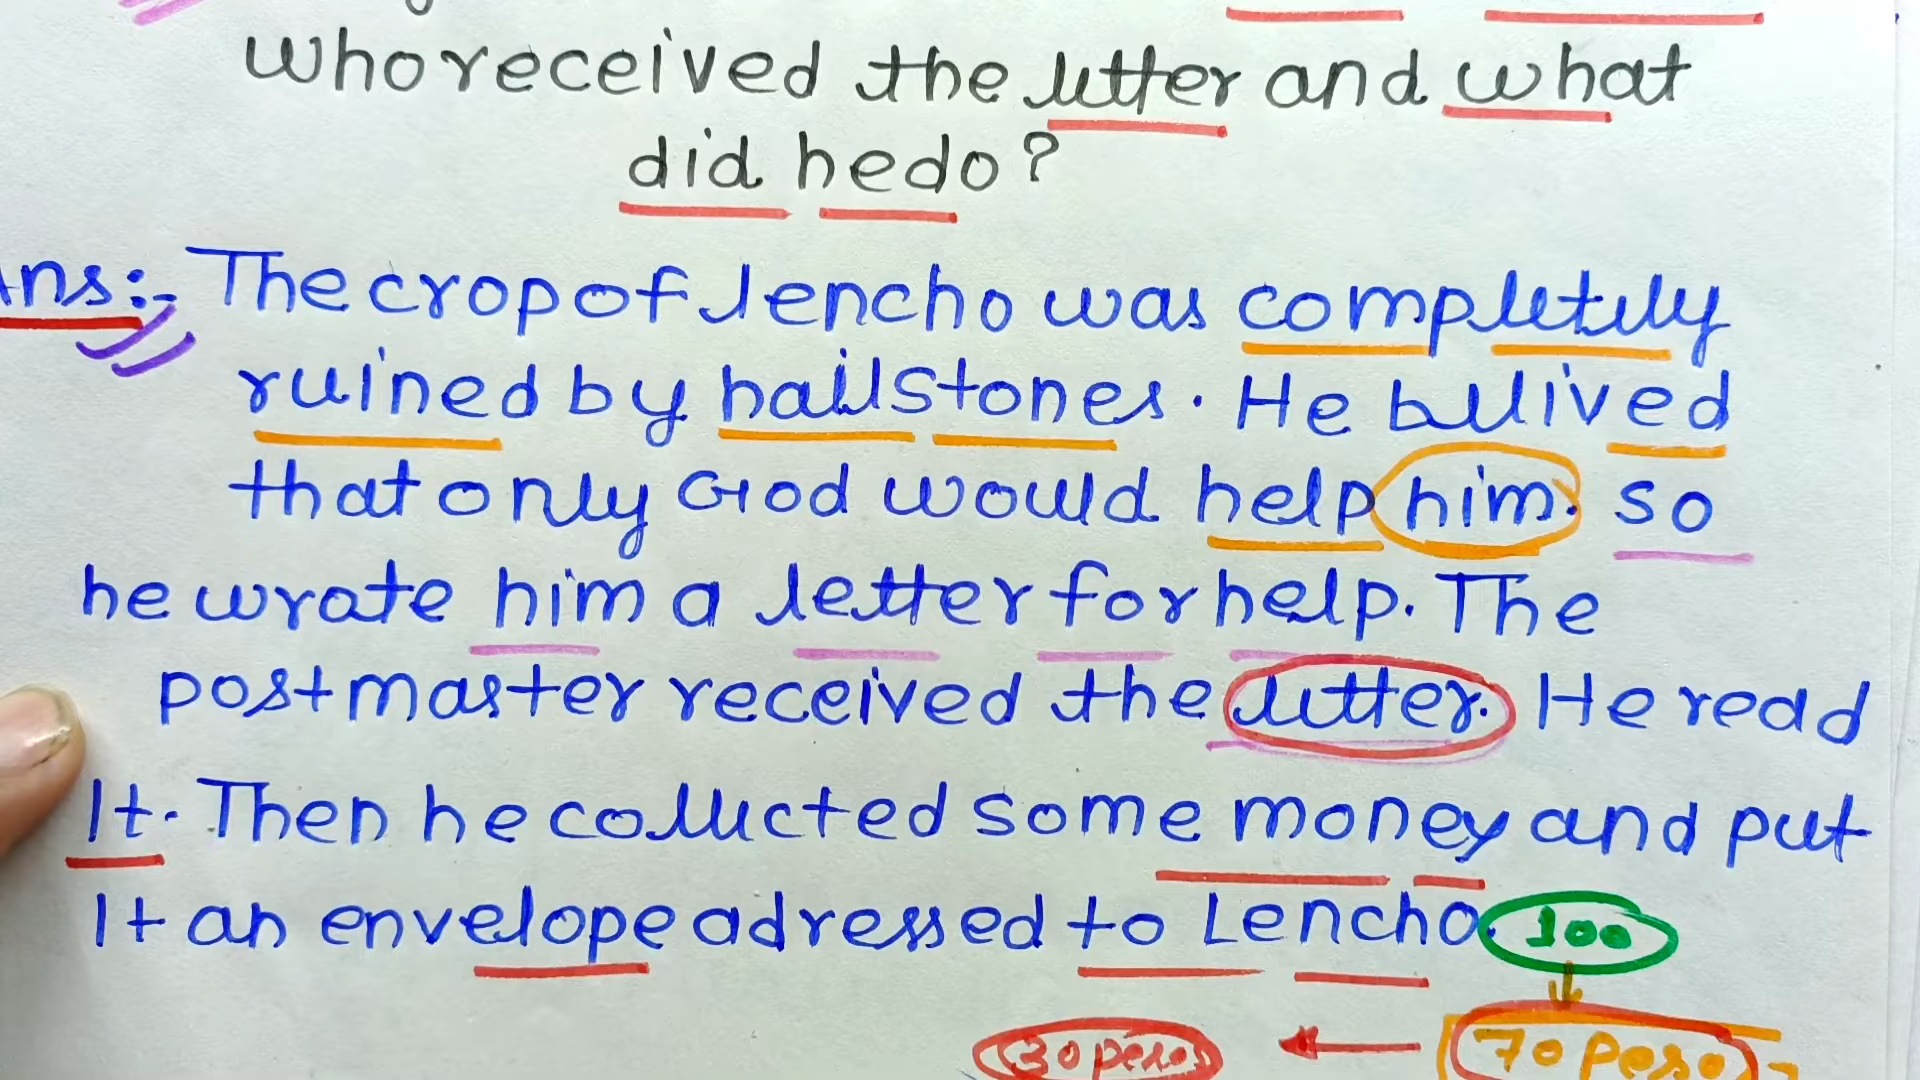 who received the letter and what
did he do?
Ans:- The crop of Lencho was completely
ruined by hailstones. He belived
that only God would help him. so
he wrote him a letter for help. The
postmaster received the letter. He read
It. Then he collected some money and put
It an envelope adressed to Lencho. 100
30 pesos 70 peso